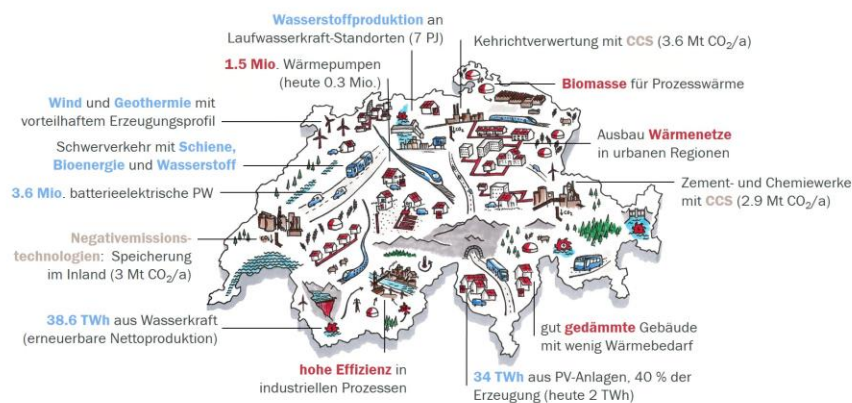 Wasserstoffproduktion an
Laufwasserkraft-Standorten (7 PJ)
Kehrichtverwertung mit CCS (3.6 Mt CO₂/a)
1.5 Mio. Wärmepumpen
(heute 0.3 Mio.)
Biomasse für Prozesswärme
Wind und Geothermie mit
vorteilhaftem Erzeugungsprofil
Ausbau Wärmenetze
in urbanen Regionen
Schwerverkehr mit Schiene,
Bioenergie und Wasserstoff
3.6 Mio. batterieelektrische PW
Zement- und Chemiewerke
mit CCS (2.9 Mt CO₂/a)
Negativemissions-
technologien: Speicherung
im Inland (3 Mt CO₂/a)
38.6 TWh aus Wasserkraft
(erneuerbare Nettoproduktion)
hohe Effizienz in
industriellen Prozessen
gut gedämmte Gebäude
mit wenig Wärmebedarf
34 TWh aus PV-Anlagen, 40 % der
Erzeugung (heute 2 TWh)